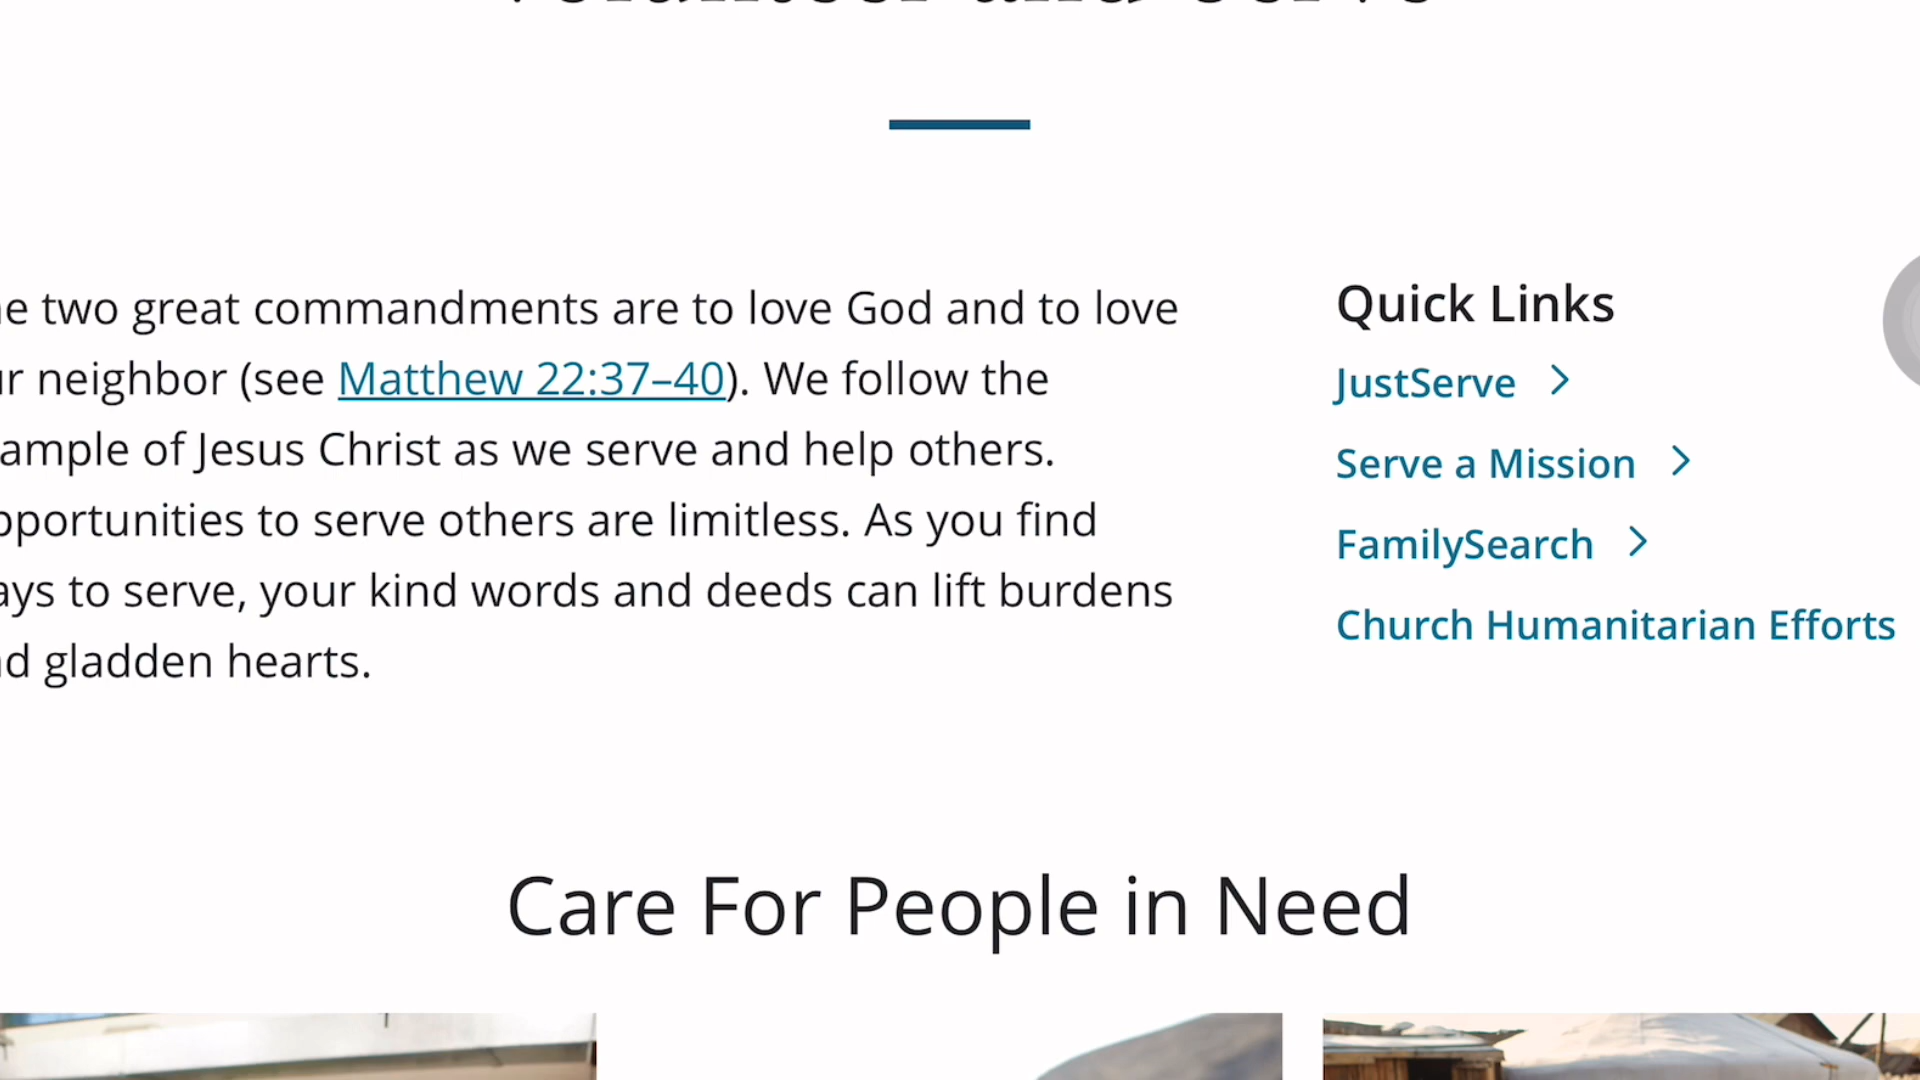 two great commandments are to love God and to love
neighbor (see Matthew 22:37–40). We follow the
of Jesus Christ as we serve and help others.
to serve others are limitless. As you find
to serve, your kind words and deeds can lift burdens
gladden hearts.
Quick Links
JustServe
Serve a Mission
FamilySearch
Church Humanitarian Efforts
Care For People in Need